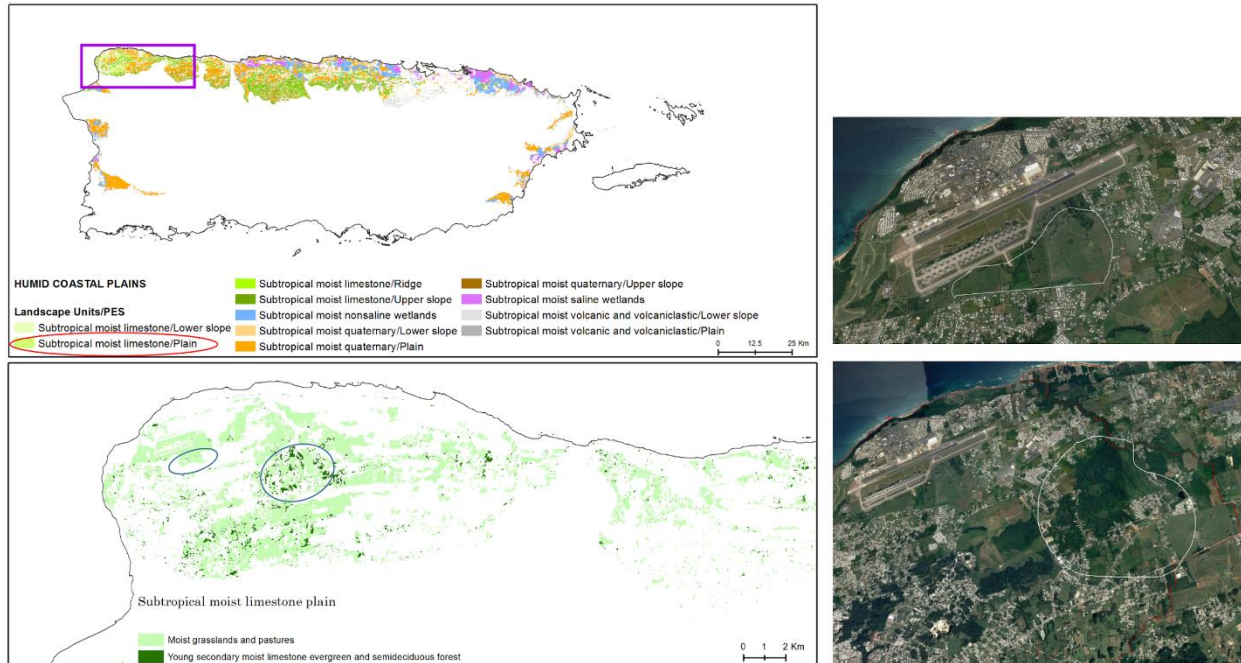 HUMID COASTAL PLAINS
Landscape Units/PES
Subtropical moist limestone/Lower slope
Subtropical moist limestone/Plain
Subtropical moist limestone/Ridge
Subtropical moist limestone/Upper slope
Subtropical moist nonsaline wetlands
Subtropical moist quaternary/Lower slope
Subtropical moist quaternary/Plain
Subtropical moist quaternary/Upper slope
Subtropical moist saline wetlands
Subtropical moist volcanic and volcaniclastic/Lower slope
Subtropical moist volcanic and volcaniclastic/Plain
0 12.5 25 Km
Subtropical moist limestone plain
Moist grasslands and pastures
Young secondary moist limestone evergreen and semideciduous forest
0 1 2 Km